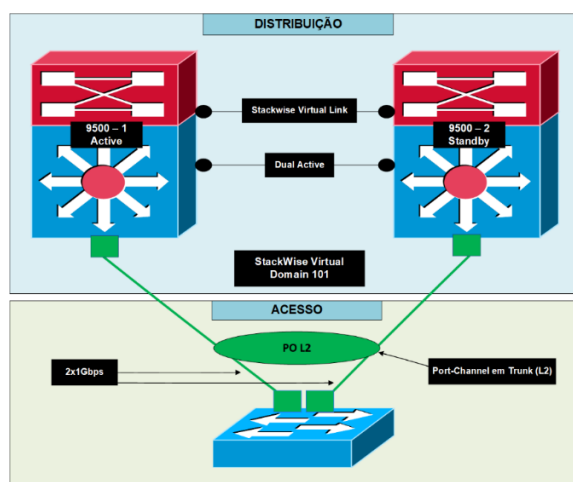 DISTRIBUIÇÃO
Stackwise Virtual Link
9500 – 1
Active
9500 – 2
Standby
Dual Active
StackWise Virtual
Domain 101
ACESSO
PO L2
2x1Gbps
Port-Channel em Trunk (L2)